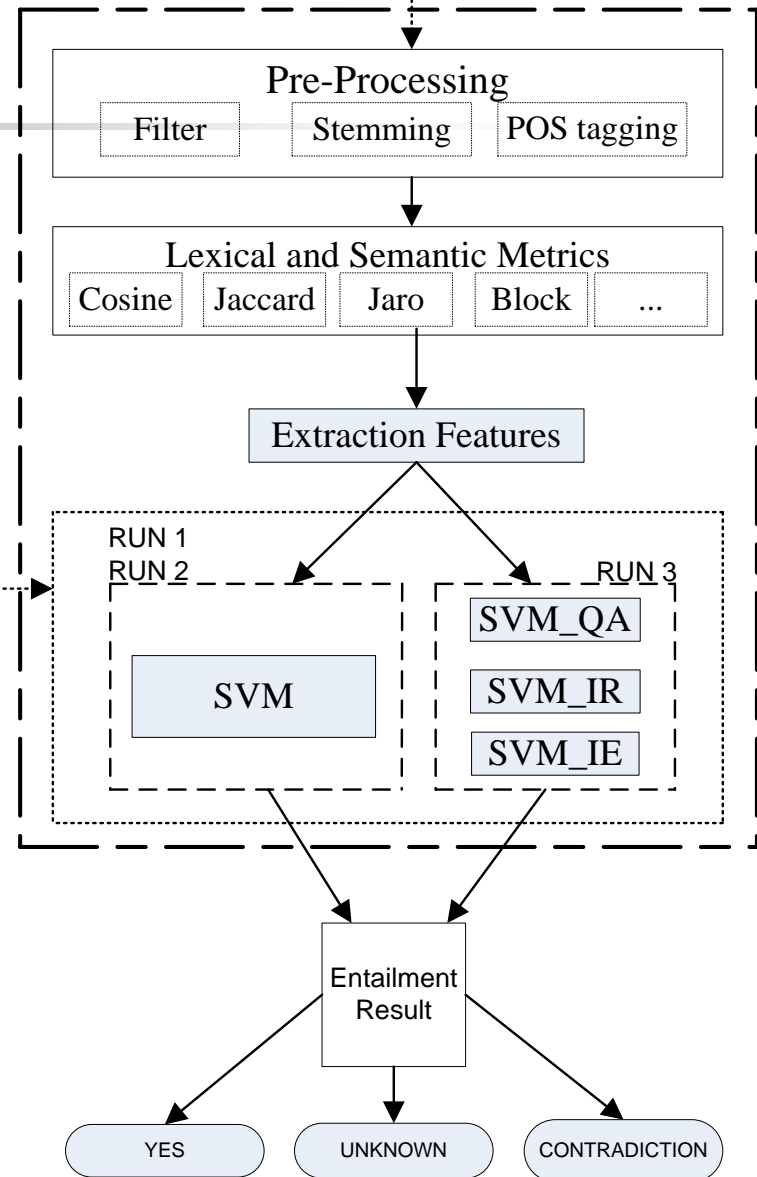 Pre-Processing
Filter
Stemming
POS tagging
Lexical and Semantic Metrics
Cosine
Jaccard
Jaro
Block
...
Extraction Features
RUN 1
RUN 2
RUN 3
SVM
SVM_QA
SVM_IR
SVM_IE
Entailment
Result
YES
UNKNOWN
CONTRADICTION